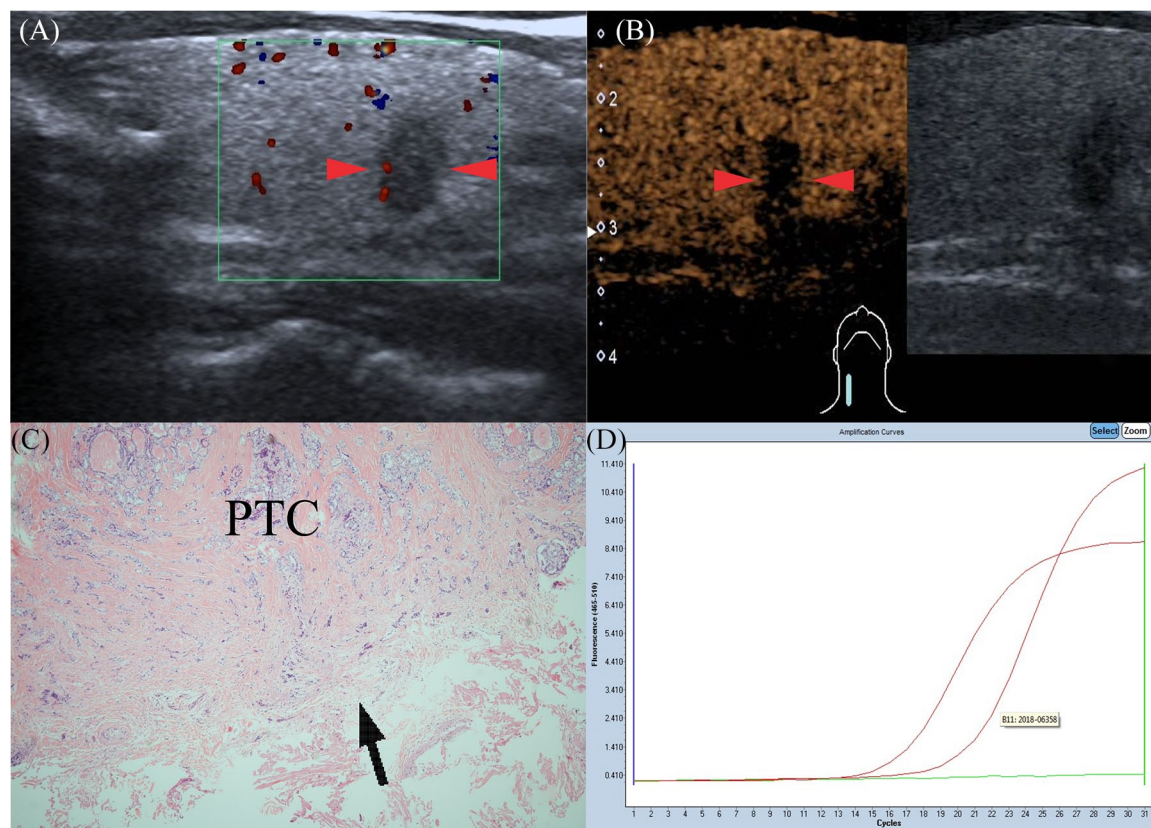 (A)
(B)
2
3
4
(C)
PTC
(D)
Amplification Curves
Select
Zoom
11.410
10.410
9.410
8.410
7.410
6.410
5.410
4.410
3.410
2.410
1.410
0.410
Fluorescence (465-510)
B11: 2018-06358
1 2 3 4 5 6 7 8 9 10 11 12 13 14 15 16 17 18 19 20 21 22 23 24 25 26 27 28 29 30 31
Cycles